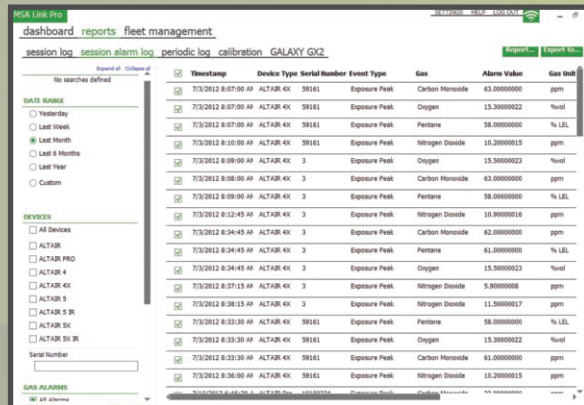 MSA Link Pro
SETTINGS HELP LOG OUT
dashboard reports fleet management
session log session alarm log periodic log calibration GALAXY GX2
Report... Export to...
Expand all Collapse all
No searches defined
DATE RANGE
Yesterday
Last Week
Last Month
Last 6 Months
Last Year
Custom
DEVICES
All Devices
ALTAIR
ALTAIR PRO
ALTAIR 4
ALTAIR 4X
ALTAIR 5
ALTAIR 5 IR
ALTAIR 5X
ALTAIR 5X IR
Serial Number
GAS ALARMS
All Alarms
Timestamp Device Type Serial Number Event Type Gas Alarm Value Gas Unit
7/3/2012 8:07:00 AM ALTAIR 4X 59161 Exposure Peak Carbon Monoxide 63.00000000 ppm
7/3/2012 8:07:00 AM ALTAIR 4X 59161 Exposure Peak Oxygen 15.30000022 %vol
7/3/2012 8:07:00 AM ALTAIR 4X 59161 Exposure Peak Pentane 58.00000000 % LEL
7/3/2012 8:10:00 AM ALTAIR 4X 59161 Exposure Peak Nitrogen Dioxide 10.20000015 ppm
7/3/2012 8:09:00 AM ALTAIR 4X 3 Exposure Peak Oxygen 15.50000023 %vol
7/3/2012 8:08:00 AM ALTAIR 4X 3 Exposure Peak Carbon Monoxide 63.00000000 ppm
7/3/2012 8:09:00 AM ALTAIR 4X 3 Exposure Peak Pentane 58.00000000 % LEL
7/3/2012 8:12:45 AM ALTAIR 4X 3 Exposure Peak Nitrogen Dioxide 10.90000016 ppm
7/3/2012 8:34:45 AM ALTAIR 4X 3 Exposure Peak Carbon Monoxide 62.00000000 ppm
7/3/2012 8:34:45 AM ALTAIR 4X 3 Exposure Peak Pentane 61.00000000 % LEL
7/3/2012 8:34:45 AM ALTAIR 4X 3 Exposure Peak Oxygen 15.50000023 %vol
7/3/2012 8:37:15 AM ALTAIR 4X 3 Exposure Peak Nitrogen Dioxide 5.90000008 ppm
7/3/2012 8:38:15 AM ALTAIR 4X 3 Exposure Peak Nitrogen Dioxide 11.50000017 ppm
7/3/2012 8:33:30 AM ALTAIR 4X 59161 Exposure Peak Pentane 58.00000000 % LEL
7/3/2012 8:33:30 AM ALTAIR 4X 59161 Exposure Peak Oxygen 15.30000022 %vol
7/3/2012 8:33:30 AM ALTAIR 4X 59161 Exposure Peak Carbon Monoxide 61.00000000 ppm
7/3/2012 8:36:00 AM ALTAIR 4X 59161 Exposure Peak Nitrogen Dioxide 10.20000015 ppm